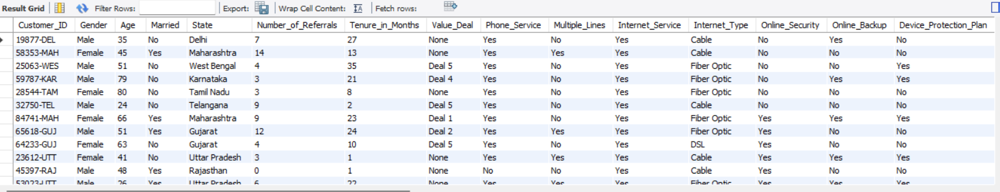 Result Grid Filter Rows: Export: Wrap Cell Content: IA Fetch rows:
Customer_ID Gender Age Married State Number_of_Referrals Tenure_in_Months Value_Deal Phone_Service Multiple_Lines Internet_Service Internet_Type Online_Security Online_Backup Device_Protection_Plan
19877-DEL Male 35 No Delhi 7 27 None Yes No Yes Cable No Yes No
58353-MAH Female 45 Yes Maharashtra 14 13 None Yes Yes Yes Cable No No No
25063-WES Male 51 No West Bengal 4 35 Deal 5 Yes No Yes Fiber Optic No No Yes
59787-KAR Male 79 No Karnataka 3 21 Deal 4 Yes No Yes Fiber Optic No Yes Yes
28544-TAM Female 80 No Tamil Nadu 3 8 None Yes No Yes Fiber Optic No No No
32750-TEL Male 24 No Telangana 9 2 Deal 5 Yes No Yes Cable No No No
84741-MAH Female 66 Yes Maharashtra 9 23 Deal 1 Yes No Yes Fiber Optic Yes Yes Yes
65618-GUJ Male 51 Yes Gujarat 12 24 Deal 2 Yes Yes Yes Fiber Optic Yes No No
64233-GUJ Female 63 No Gujarat 4 10 Deal 5 Yes No Yes DSL Yes No No
23612-UTT Female 41 No Uttar Pradesh 3 1 None Yes Yes Yes Cable Yes Yes Yes
45397-RAJ Male 48 Yes Rajasthan 0 1 None No No Yes Cable Yes No No
53023-UTT Male 26 Yes Uttar Pradesh 6 22 None Yes Yes Yes Fiber Optic Yes Yes Yes